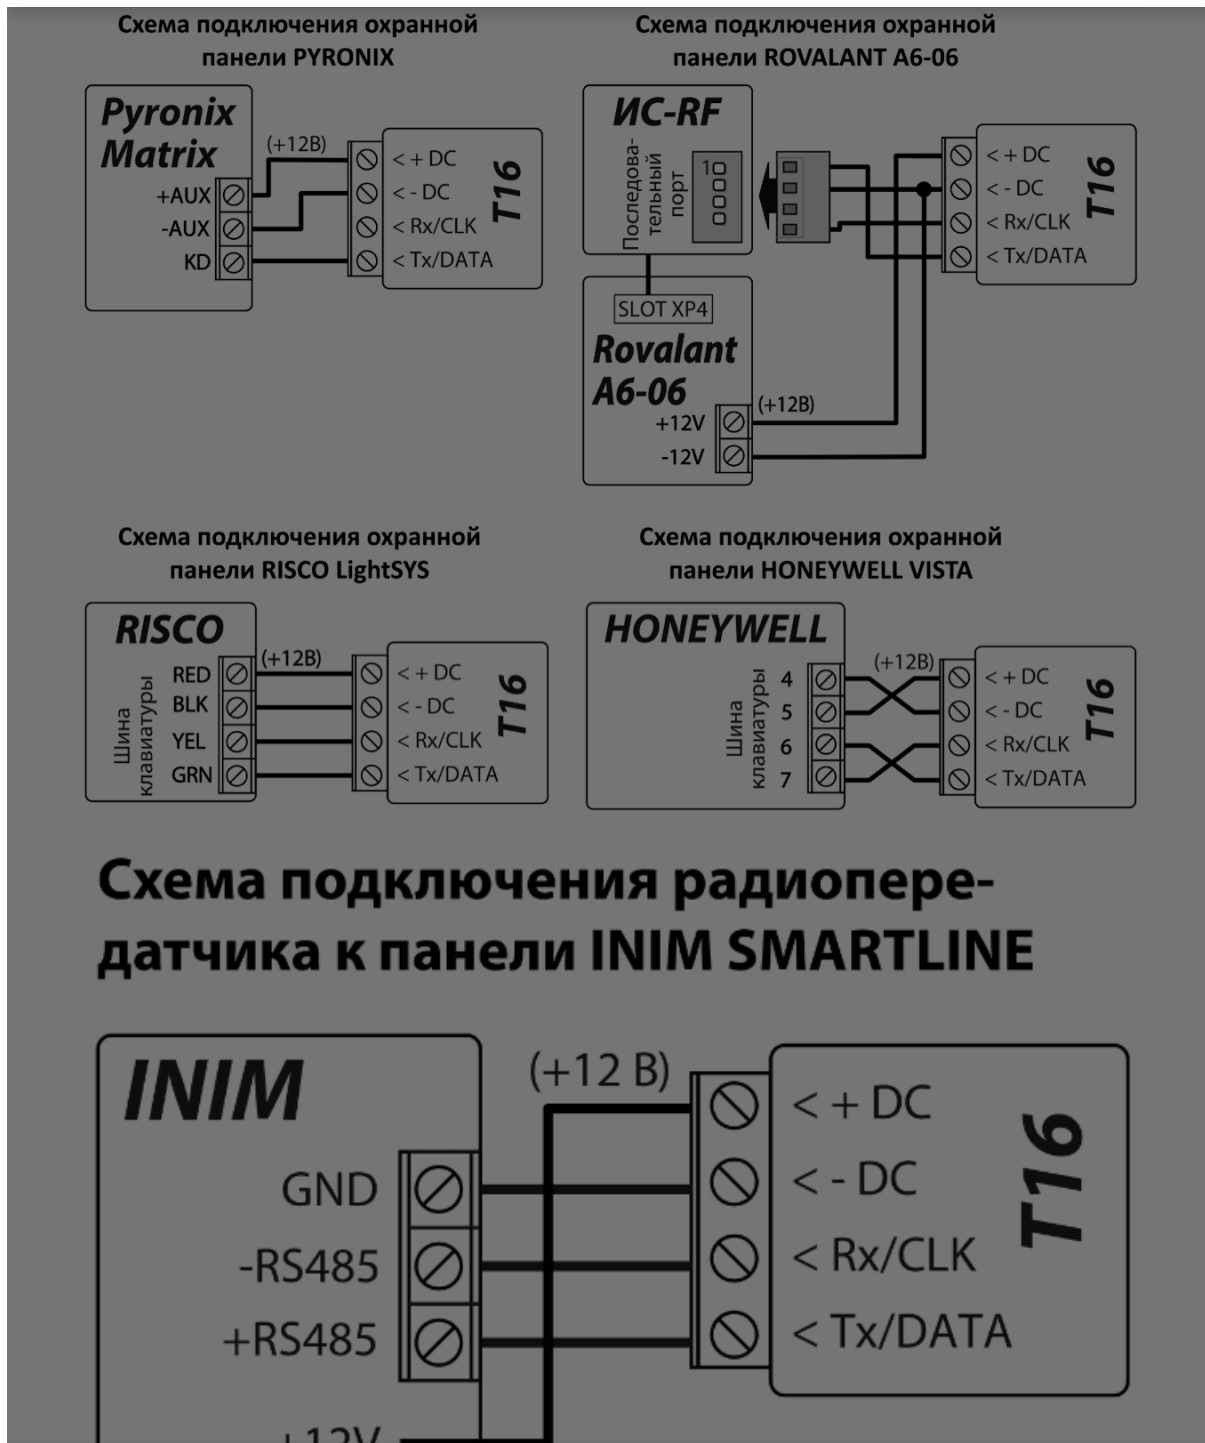 Схема подключения охранной
панели PYRONIX
Pyronix
Matrix
(+12В)
+AUX
-AUX
KD
< + DC
< - DC
< Rx/CLK
< Tx/DATA
T16
Схема подключения охранной
панели ROVALANT A6-06
ИС-RF
Последова-
тельный
порт
1
SLOT XP4
Rovalant
A6-06
+12V
-12V
(+12В)
< + DC
< - DC
< Rx/CLK
< Tx/DATA
T16
Схема подключения охранной
панели RISCO LightSYS
RISCO
Шина
клавиатуры
RED
BLK
YEL
GRN
(+12В)
< + DC
< - DC
< Rx/CLK
< Tx/DATA
T16
Схема подключения охранной
панели HONEYWELL VISTA
HONEYWELL
Шина
клавиатуры
4
5
6
7
(+12В)
< + DC
< - DC
< Rx/CLK
< Tx/DATA
T16
Схема подключения радиопере-
датчика к панели INIM SMARTLINE
INIM
(+12 В)
GND
-RS485
+RS485
+12V
< + DC
< - DC
< Rx/CLK
< Tx/DATA
T16